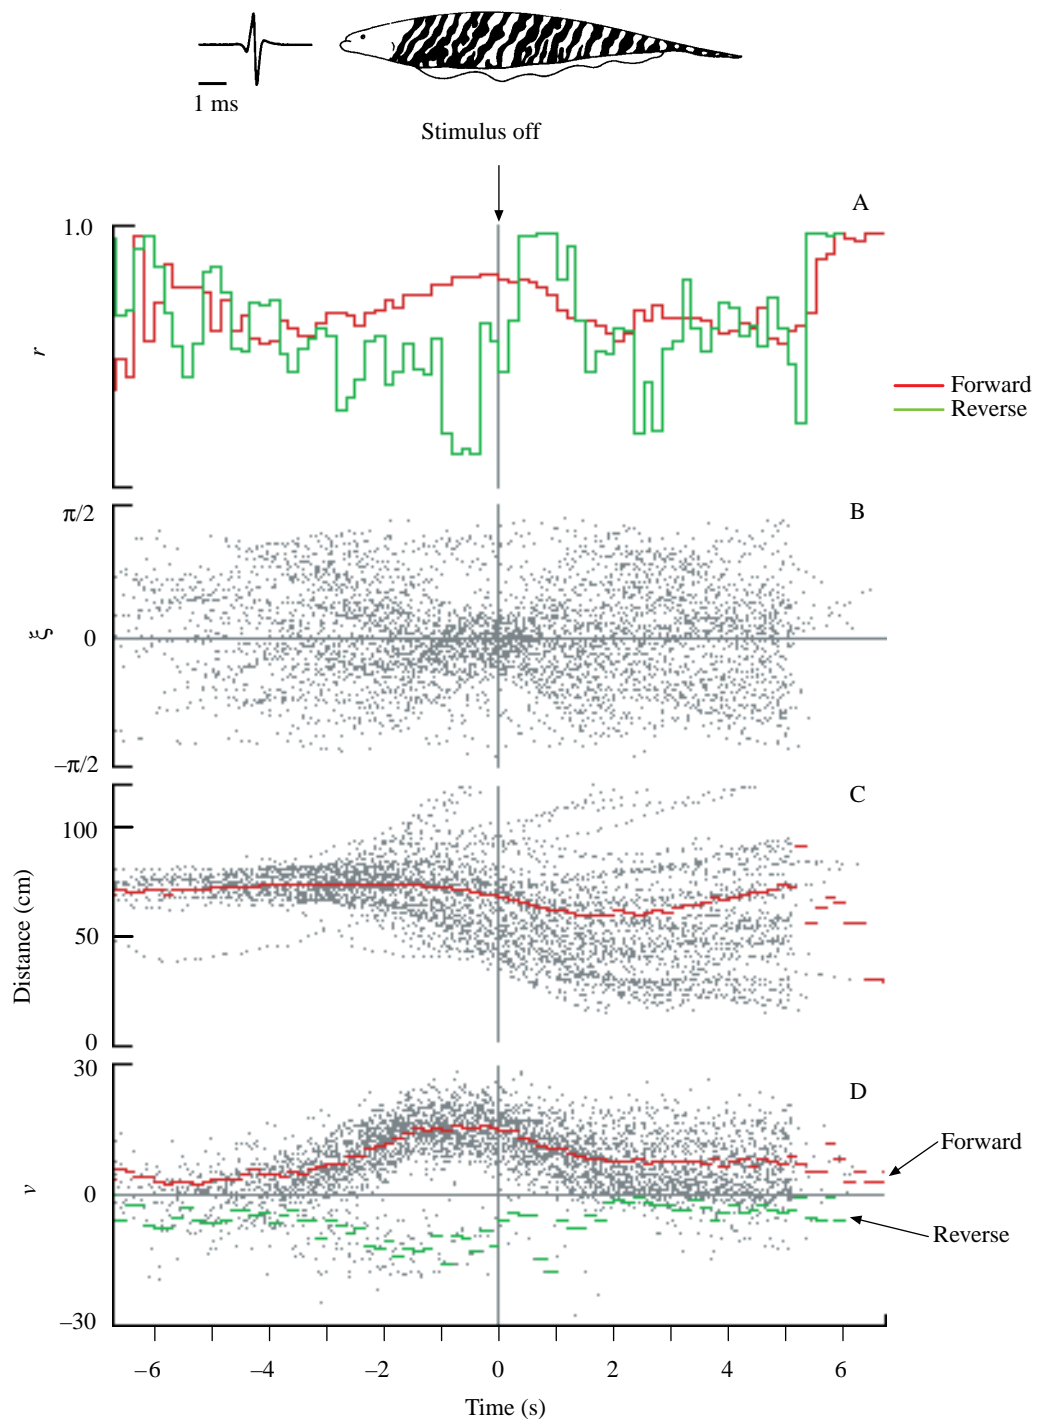 1 ms
Stimulus off
A
1.0
r
Forward
Reverse
B
π/2
ξ
0
–π/2
C
100
Distance (cm)
50
0
30
D
v
0
Forward
Reverse
–30
–6 –4 –2 0 2 4 6
Time (s)